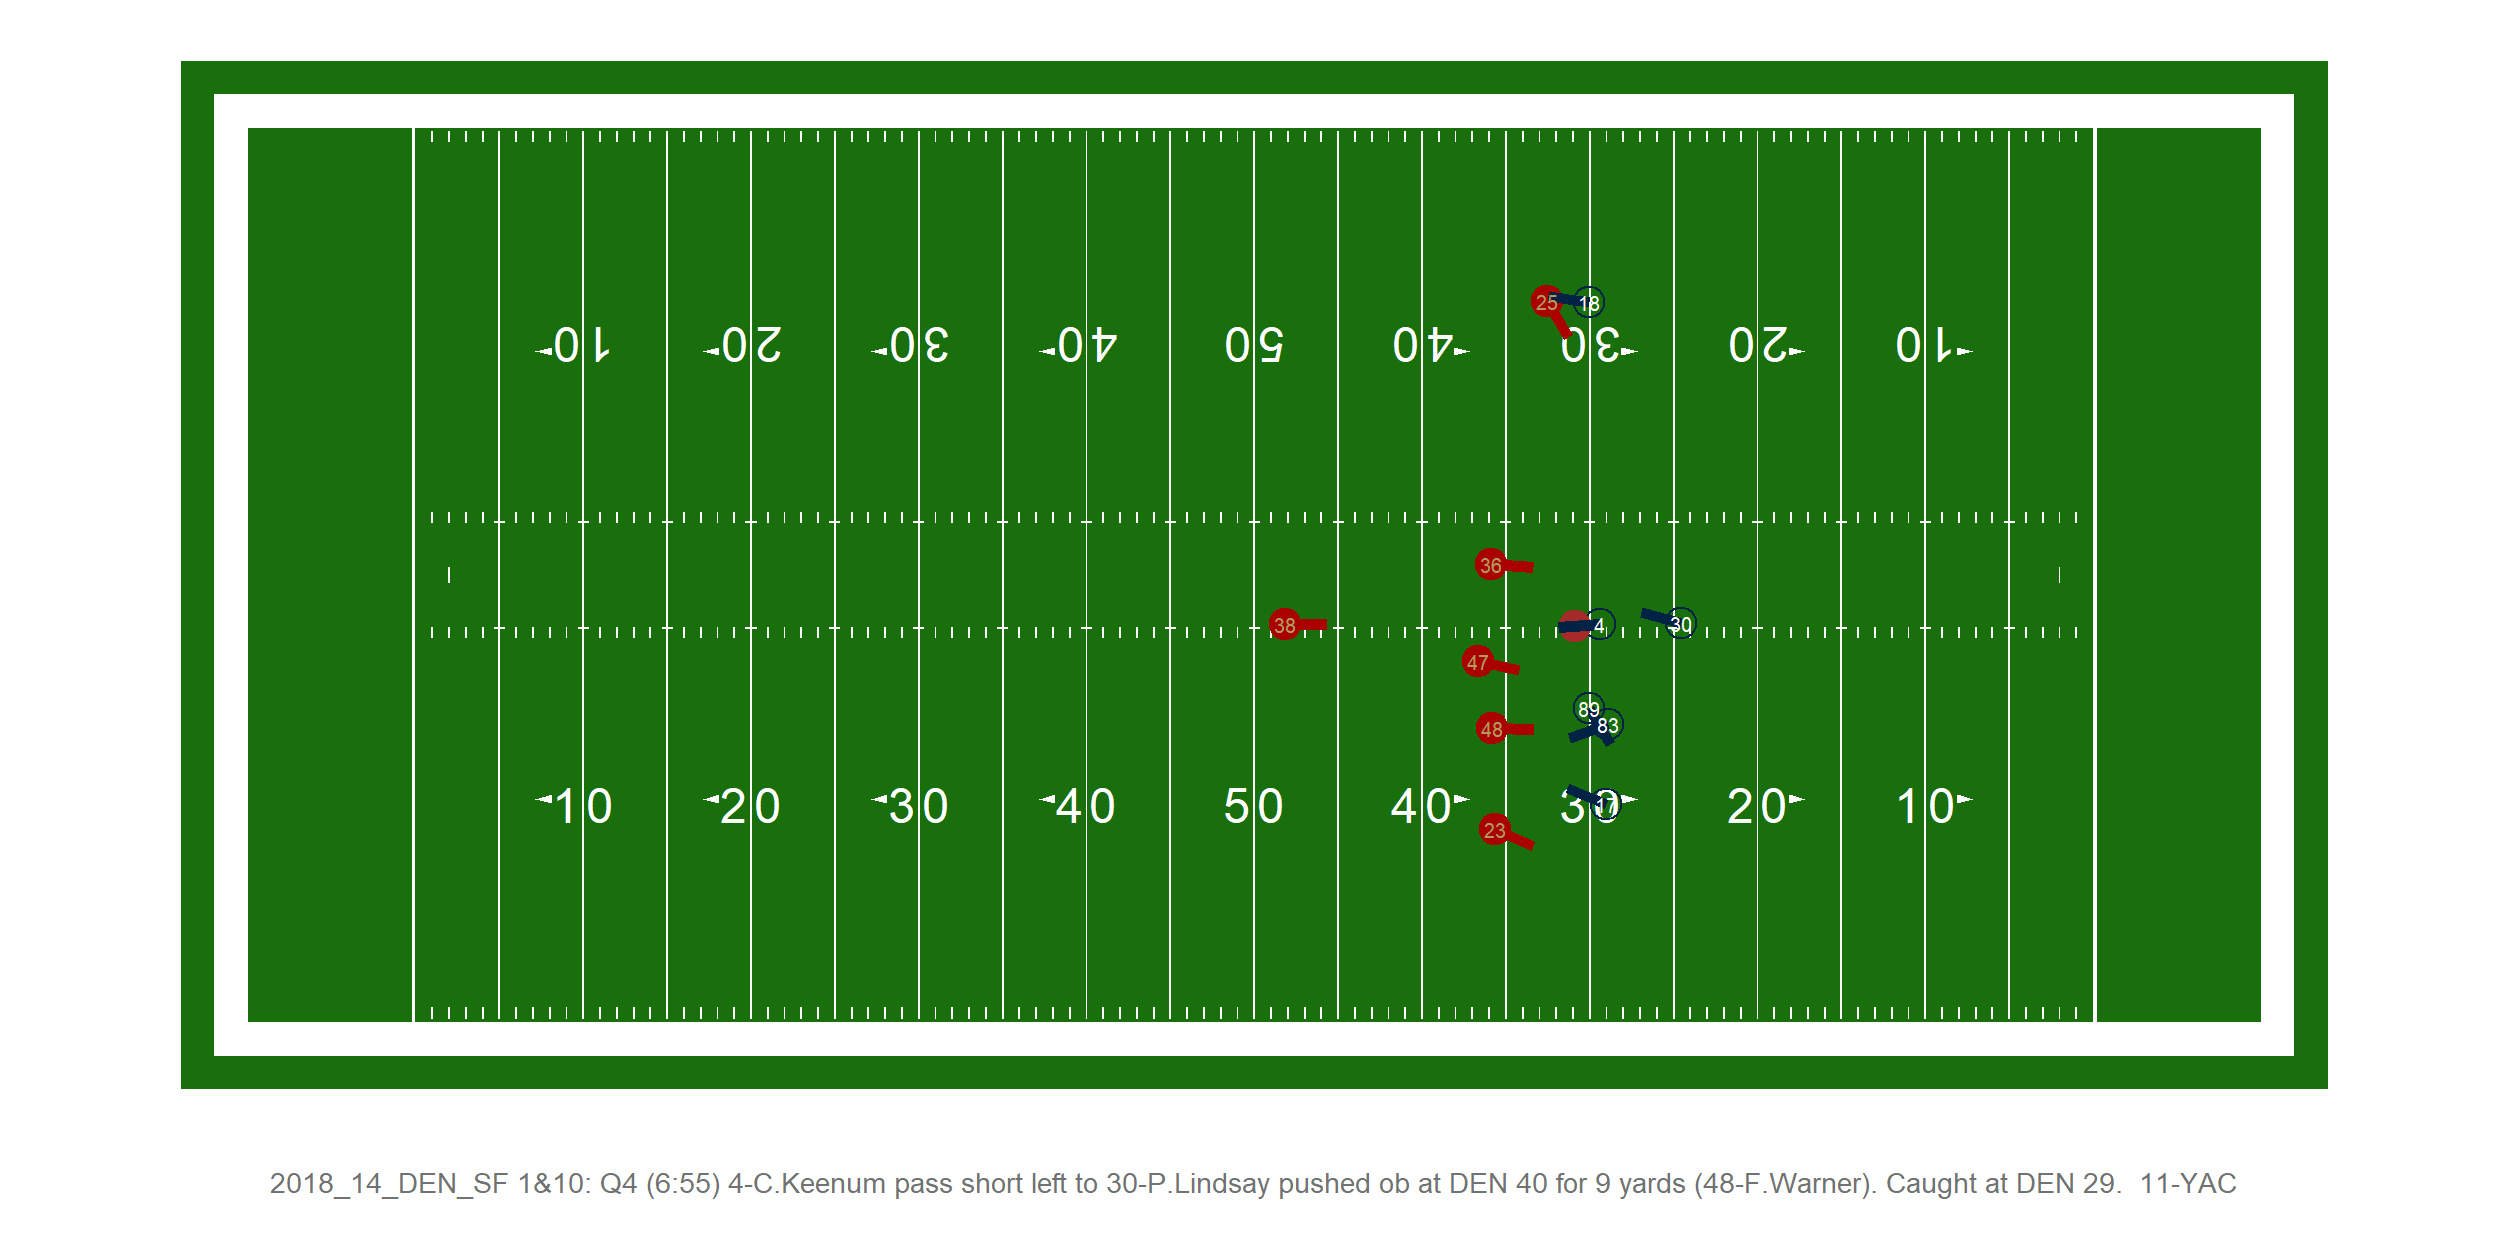 25 18
10 20 30 40 50 40 30 20 10
36
38 4 30
47
89
48 83
10 20 30 40 50 40 30 20 10
17
23
2018_14_DEN_SF 1&10: Q4 (6:55) 4-C.Keenum pass short left to 30-P.Lindsay pushed ob at DEN 40 for 9 yards (48-F.Warner). Caught at DEN 29.  11-YAC